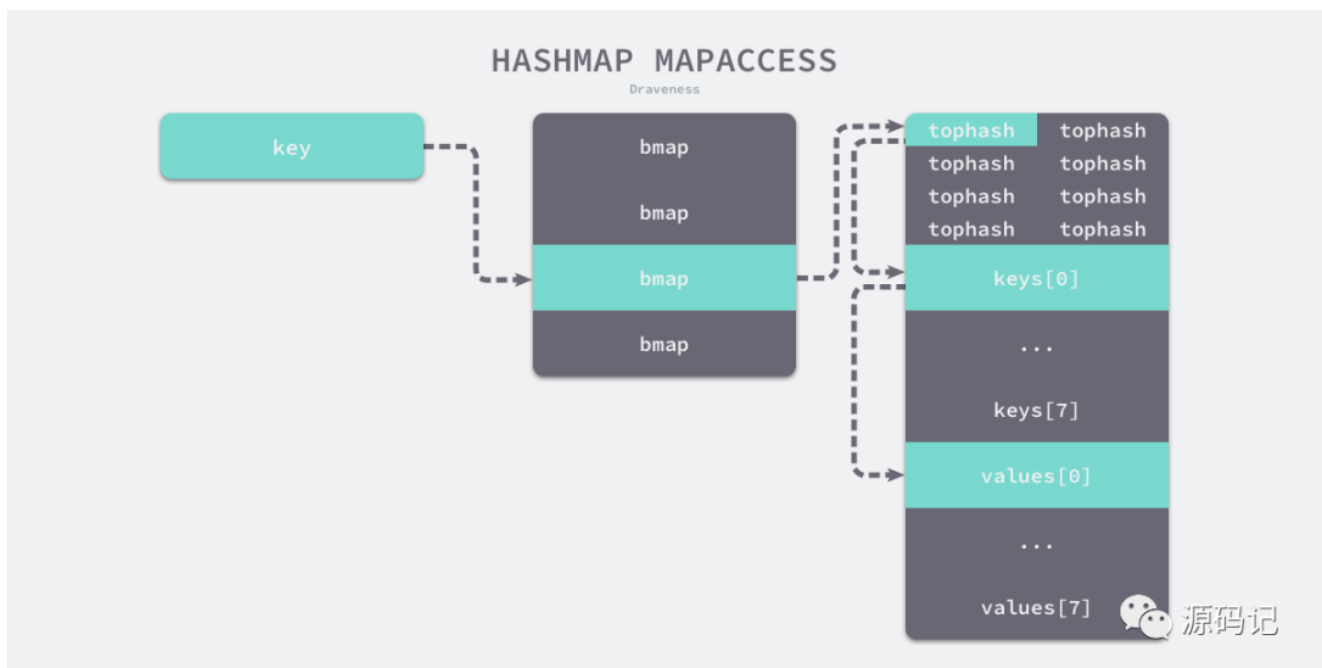 HASHMAP MAPACCESS
Draveness
key
bmap
bmap
bmap
bmap
tophash tophash
tophash tophash
tophash tophash
tophash tophash
keys[0]
...
keys[7]
values[0]
...
values[7]
源码记